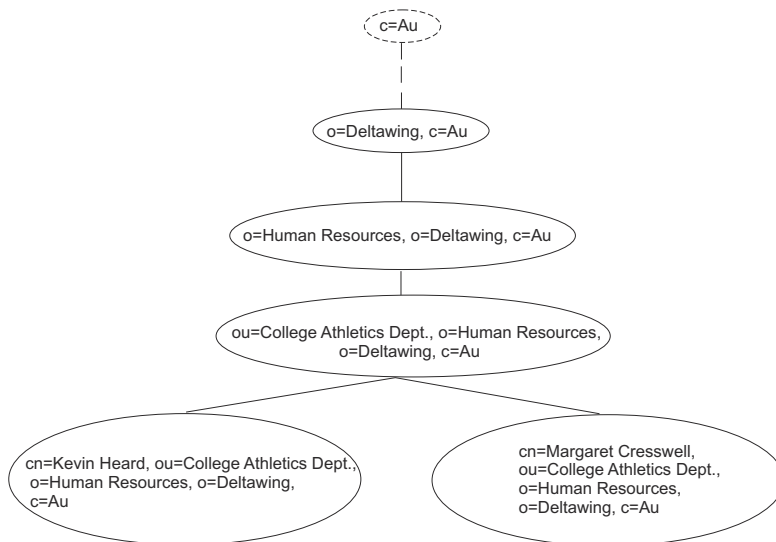 c=Au
o=Deltawing, c=Au
o=Human Resources, o=Deltawing, c=Au
ou=College Athletics Dept., o=Human Resources,
o=Deltawing, c=Au
cn=Kevin Heard, ou=College Athletics Dept.,
o=Human Resources, o=Deltawing,
c=Au
cn=Margaret Cresswell,
ou=College Athletics Dept.,
o=Human Resources,
o=Deltawing, c=Au